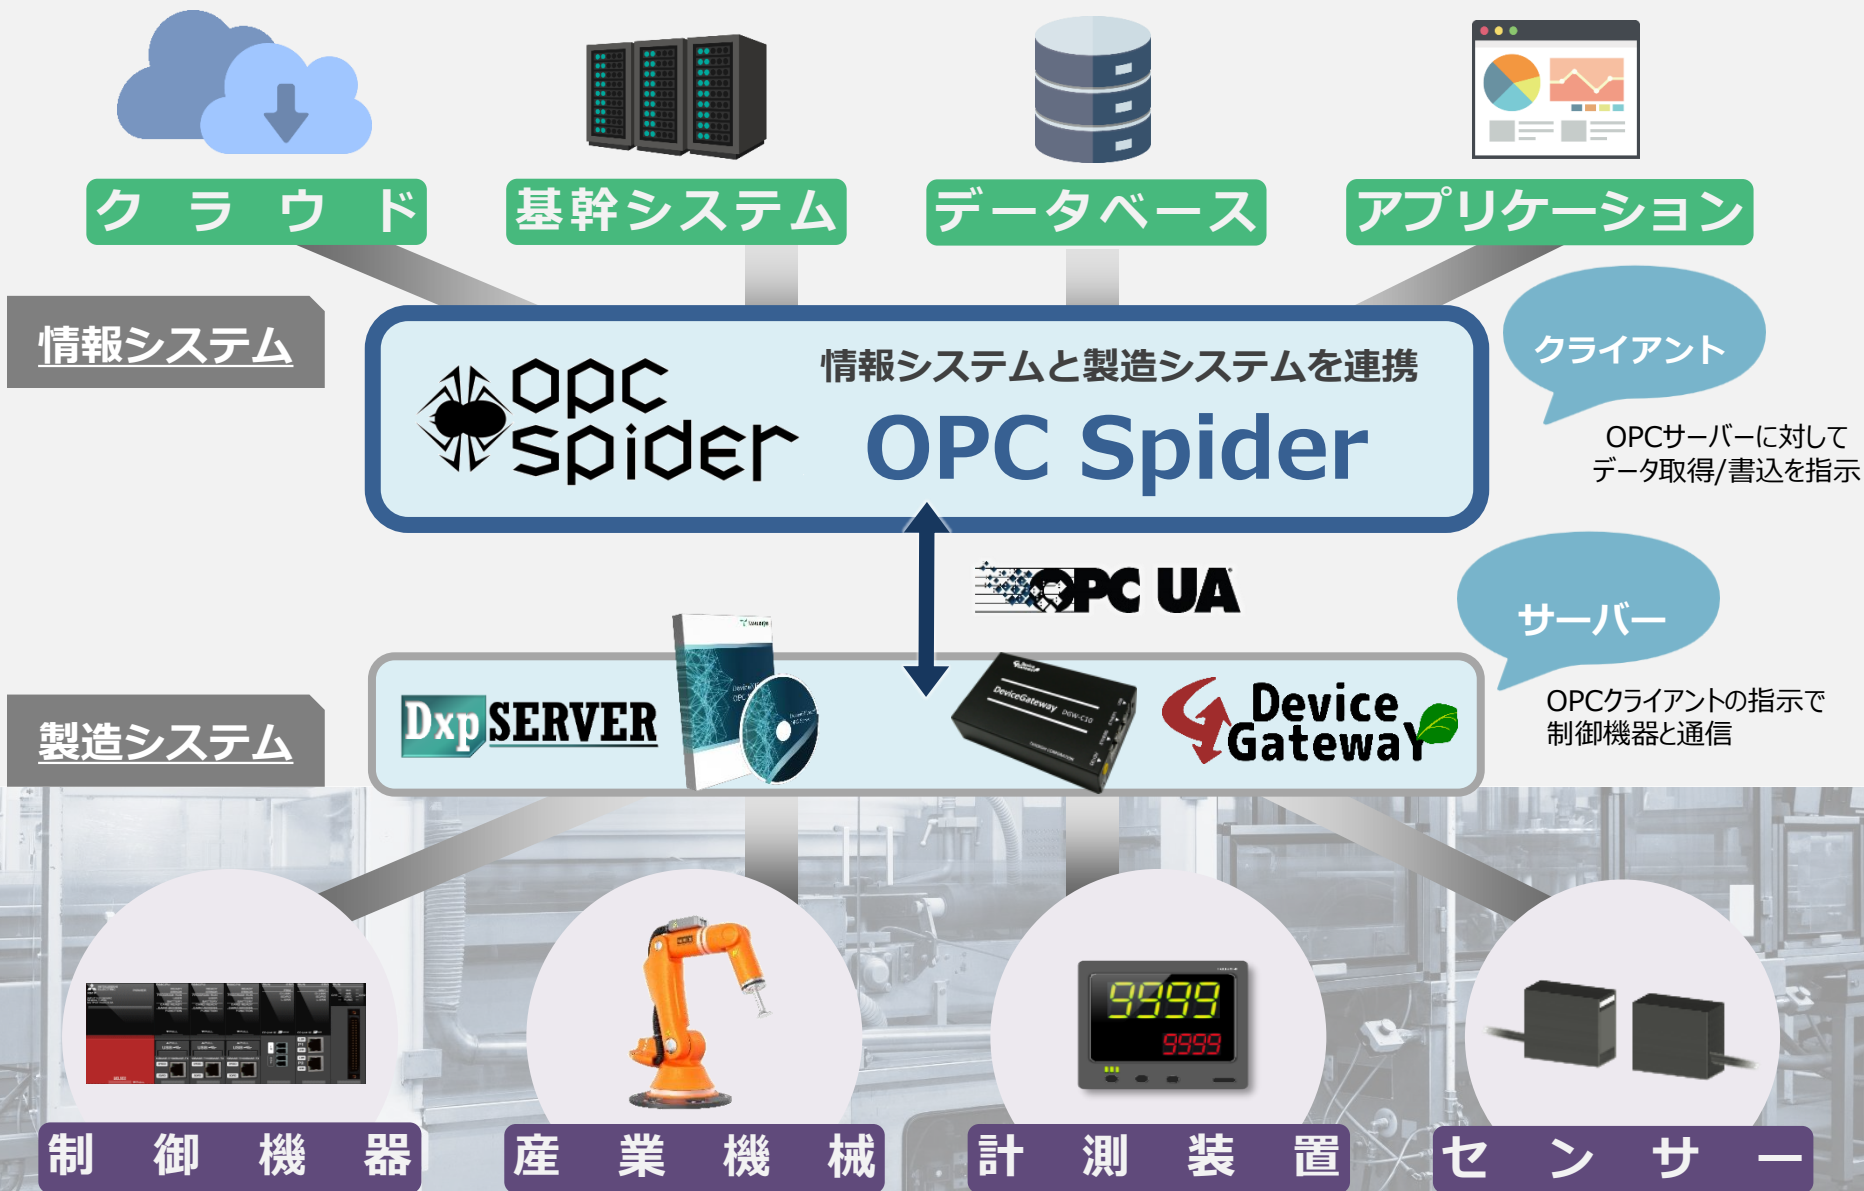 クラウド
基幹システム
データベース
アプリケーション
情報システム
opc
spider
情報システムと製造システムを連携
OPC Spider
クライアント
OPCサーバーに対して
データ取得/書込を指示
OPC UA
サーバー
OPCクライアントの指示で
制御機器と通信
製造システム
Dxp SERVER
DeviceGateway DGW-C10
Device
Gateway
9999
9999
制御機器
産業機械
計測装置
センサー